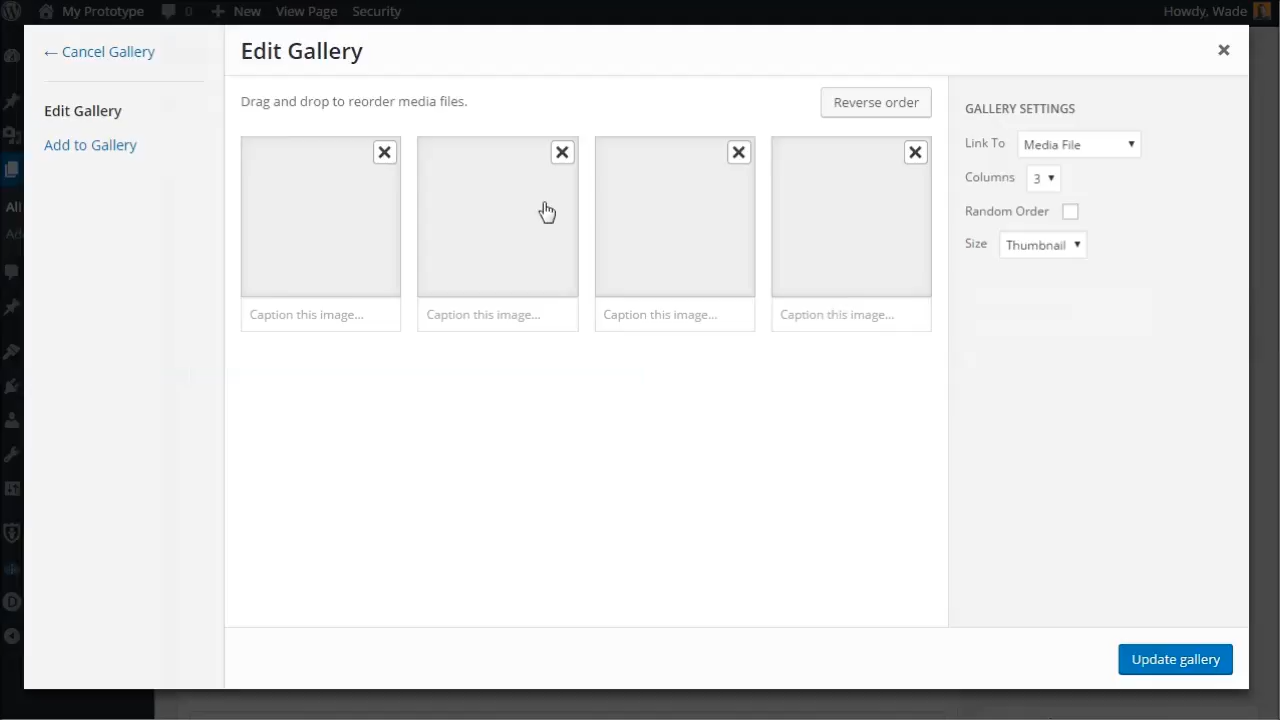 My Prototype 0 New View Page Security Howdy, Wade
← Cancel Gallery
Edit Gallery
Edit Gallery
Add to Gallery
Drag and drop to reorder media files.
Reverse order
Caption this image...
Caption this image...
Caption this image...
Caption this image...
GALLERY SETTINGS
Link To Media File
Columns 3
Random Order
Size Thumbnail
Update gallery
All
Ad